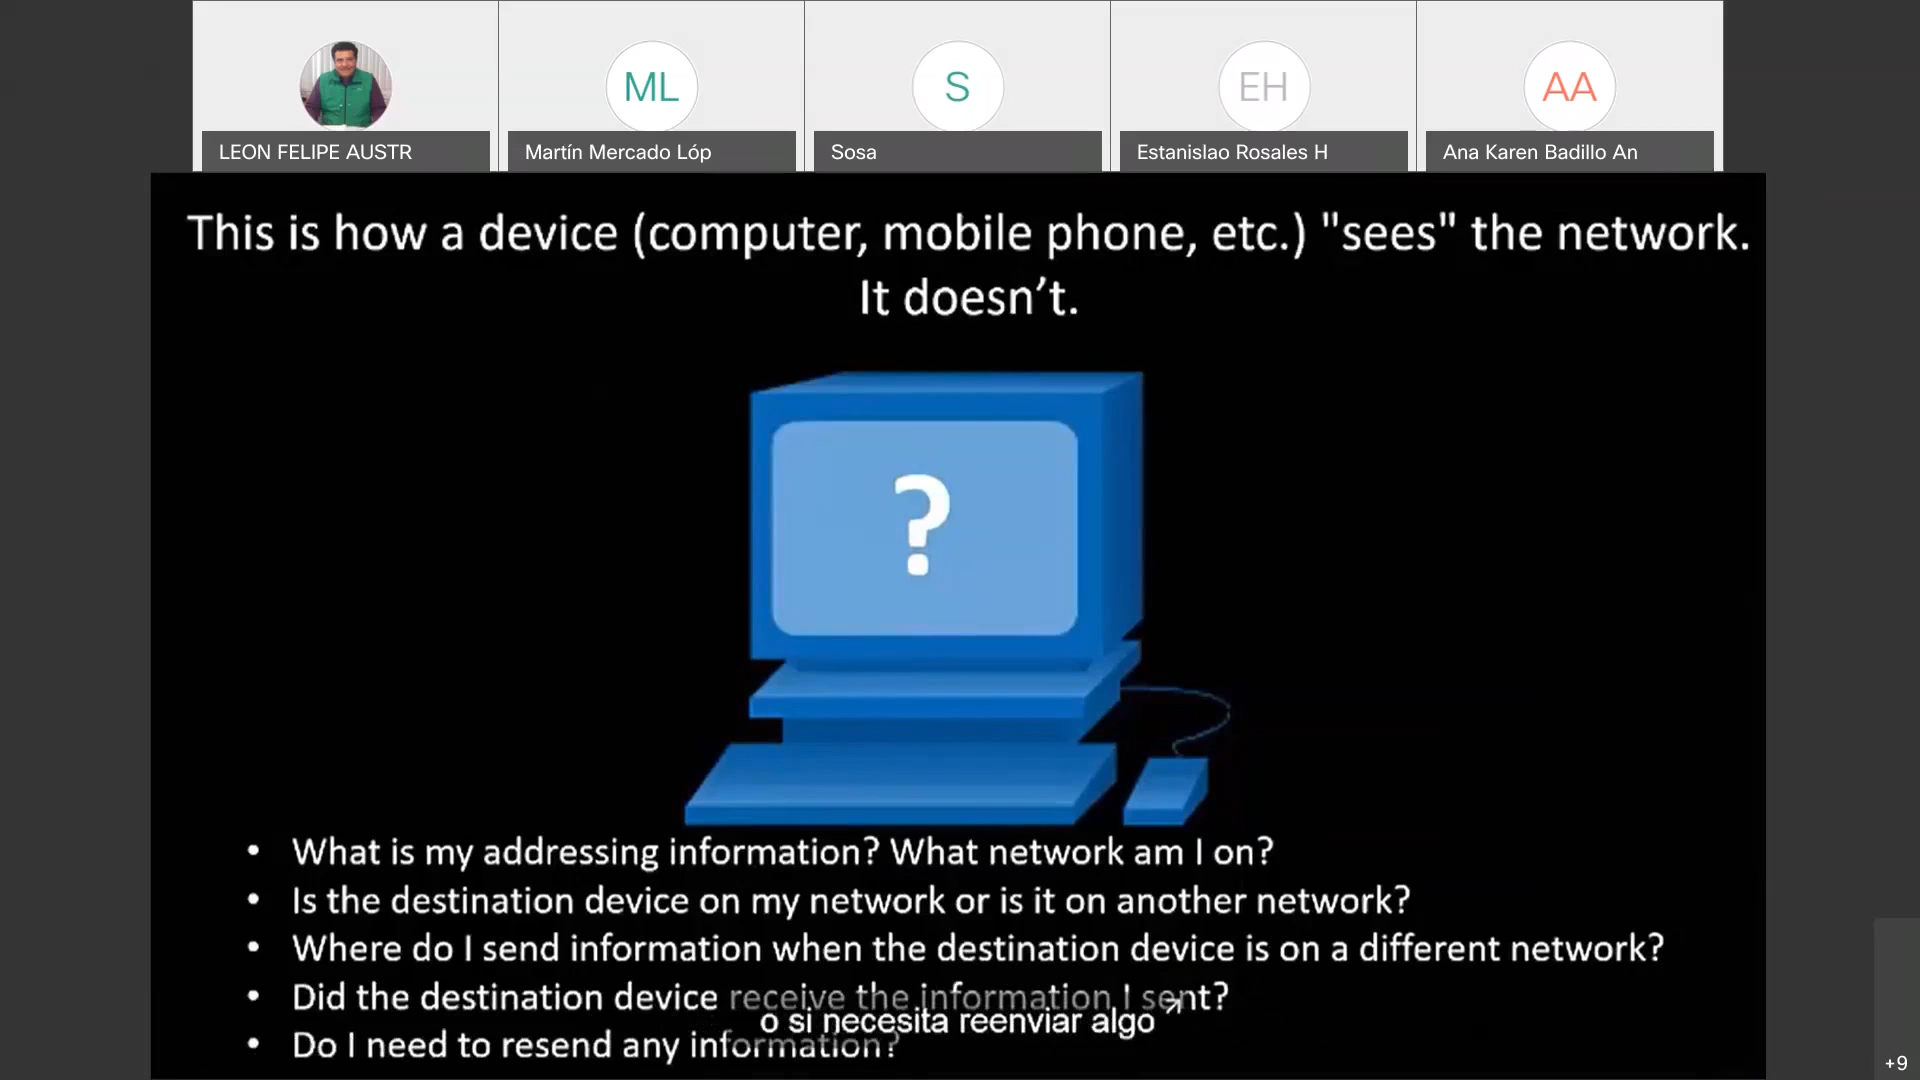 ML
S
EH
AA
LEON FELIPE AUSTR
Martín Mercado Lóp
Sosa
Estanislao Rosales H
Ana Karen Badillo An
This is how a device (computer, mobile phone, etc.) "sees" the network.
It doesn’t.
?
• What is my addressing information? What network am I on?
• Is the destination device on my network or is it on another network?
• Where do I send information when the destination device is on a different network?
• Did the destination device receive the information I sent?
o si necesita reenviar algo
• Do I need to resend any information?
+9